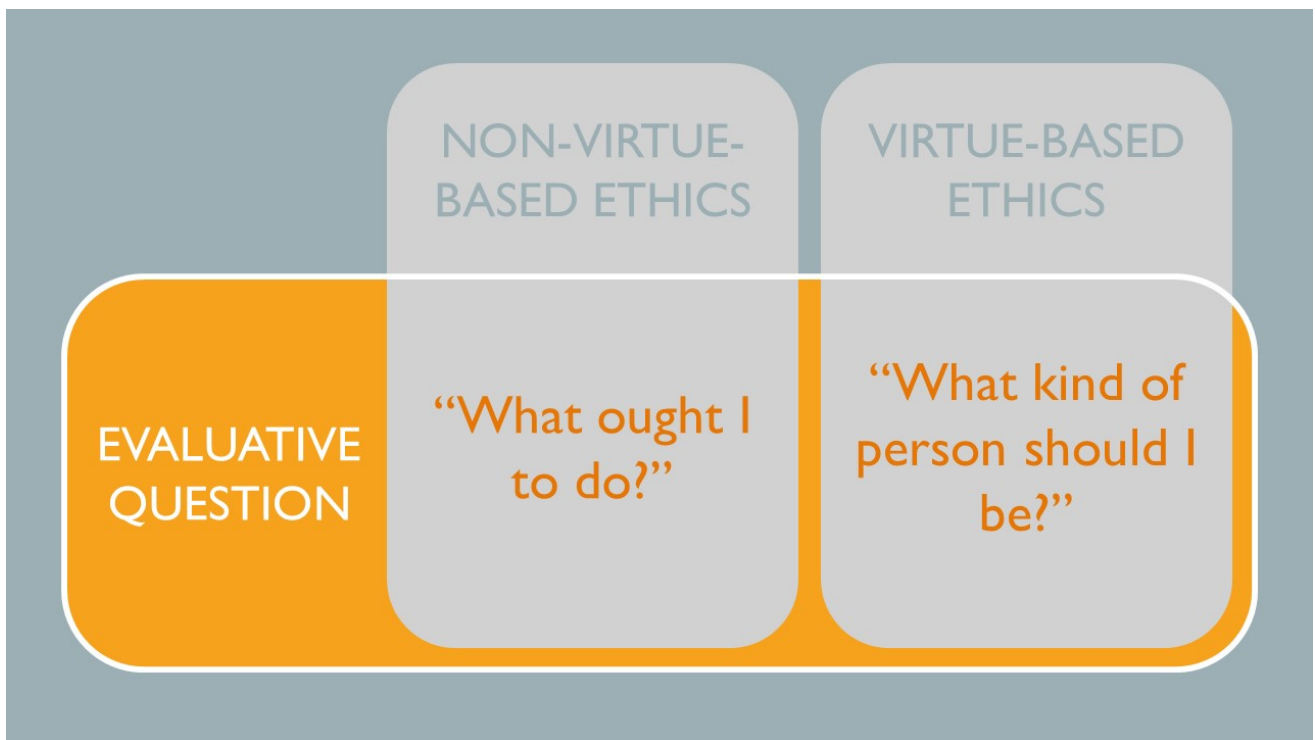 NON-VIRTUE-
BASED ETHICS
VIRTUE-BASED
ETHICS
EVALUATIVE
QUESTION
“What ought I
to do?”
“What kind of
person should I
be?”